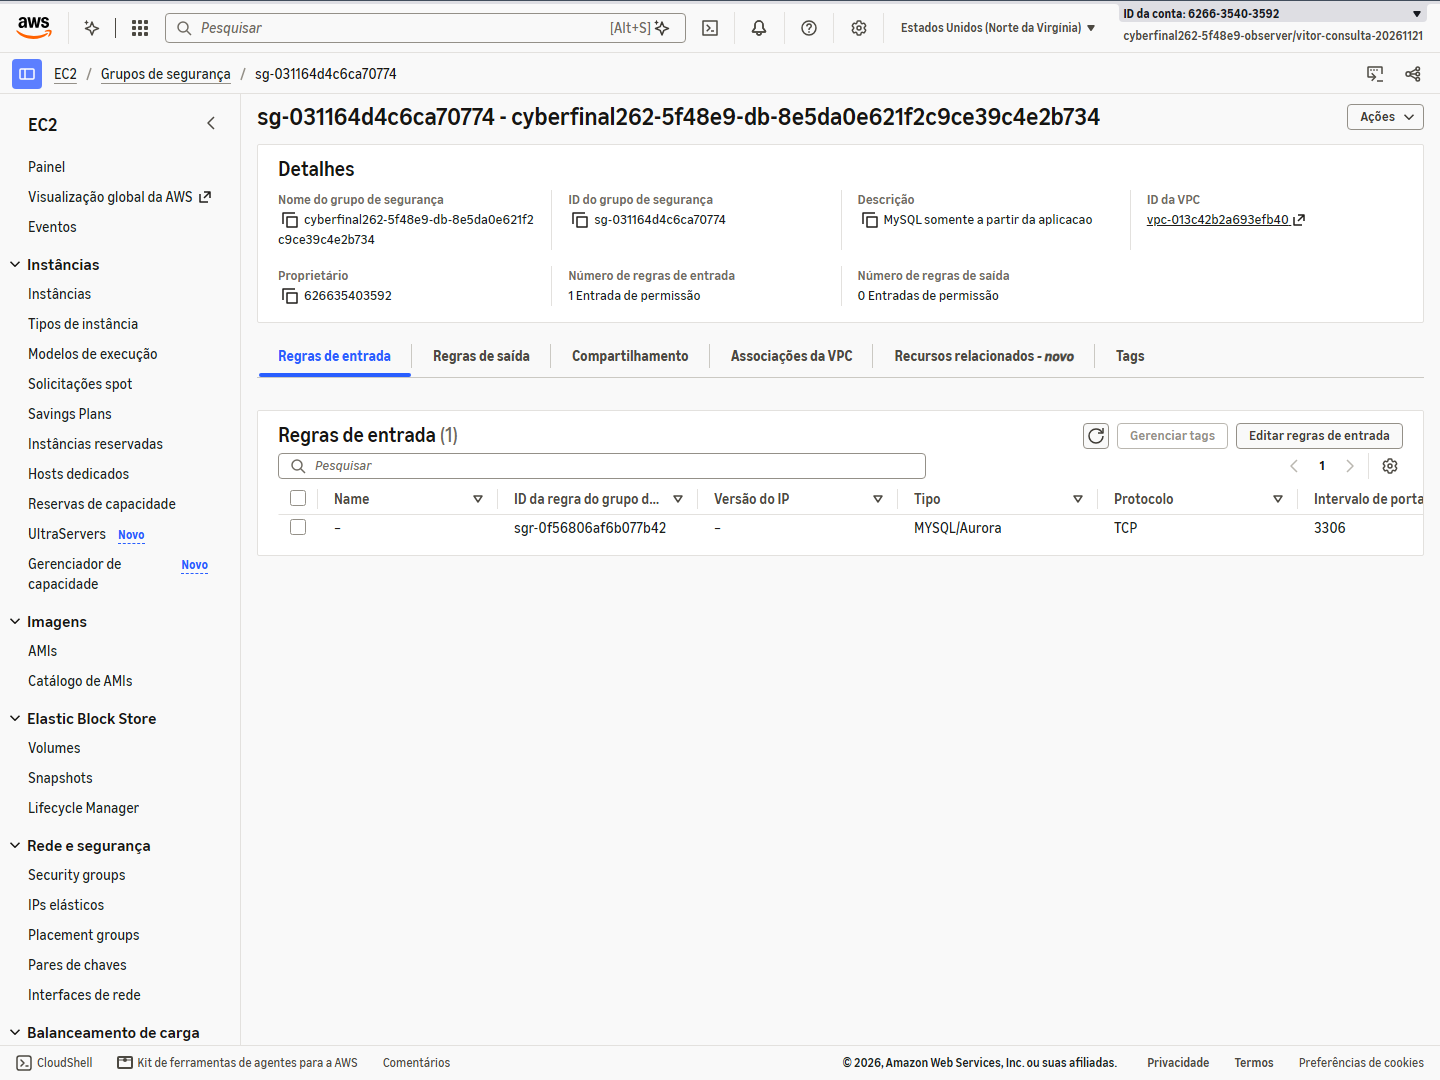 aws
Pesquisar
[Alt+S]
Estados Unidos (Norte da Virgínia)
ID da conta: 6266-3540-3592
cyberfinal262-5f48e9-observer/vitor-consulta-20261121
EC2 / Grupos de segurança / sg-031164d4c6ca70774
EC2
Painel
Visualização global da AWS
Eventos
Instâncias
Instâncias
Tipos de instância
Modelos de execução
Solicitações spot
Savings Plans
Instâncias reservadas
Hosts dedicados
Reservas de capacidade
UltraServers Novo
Gerenciador de capacidade Novo
Imagens
AMIs
Catálogo de AMIs
Elastic Block Store
Volumes
Snapshots
Lifecycle Manager
Rede e segurança
Security groups
IPs elásticos
Placement groups
Pares de chaves
Interfaces de rede
Balanceamento de carga
sg-031164d4c6ca70774 - cyberfinal262-5f48e9-db-8e5da0e621f2c9ce39c4e2b734
Ações
Detalhes
Nome do grupo de segurança
cyberfinal262-5f48e9-db-8e5da0e621f2
c9ce39c4e2b734
ID do grupo de segurança
sg-031164d4c6ca70774
Descrição
MySQL somente a partir da aplicacao
ID da VPC
vpc-013c42b2a693efb40
Proprietário
626635403592
Número de regras de entrada
1 Entrada de permissão
Número de regras de saída
0 Entradas de permissão
Regras de entrada
Regras de saída
Compartilhamento
Associações da VPC
Recursos relacionados - novo
Tags
Regras de entrada (1)
Gerenciar tags
Editar regras de entrada
Pesquisar
1
Name
ID da regra do grupo d...
Versão do IP
Tipo
Protocolo
Intervalo de porta
–
sgr-0f56806af6b077b42
–
MYSQL/Aurora
TCP
3306
CloudShell
Kit de ferramentas de agentes para a AWS
Comentários
© 2026, Amazon Web Services, Inc. ou suas afiliadas.
Privacidade
Termos
Preferências de cookies